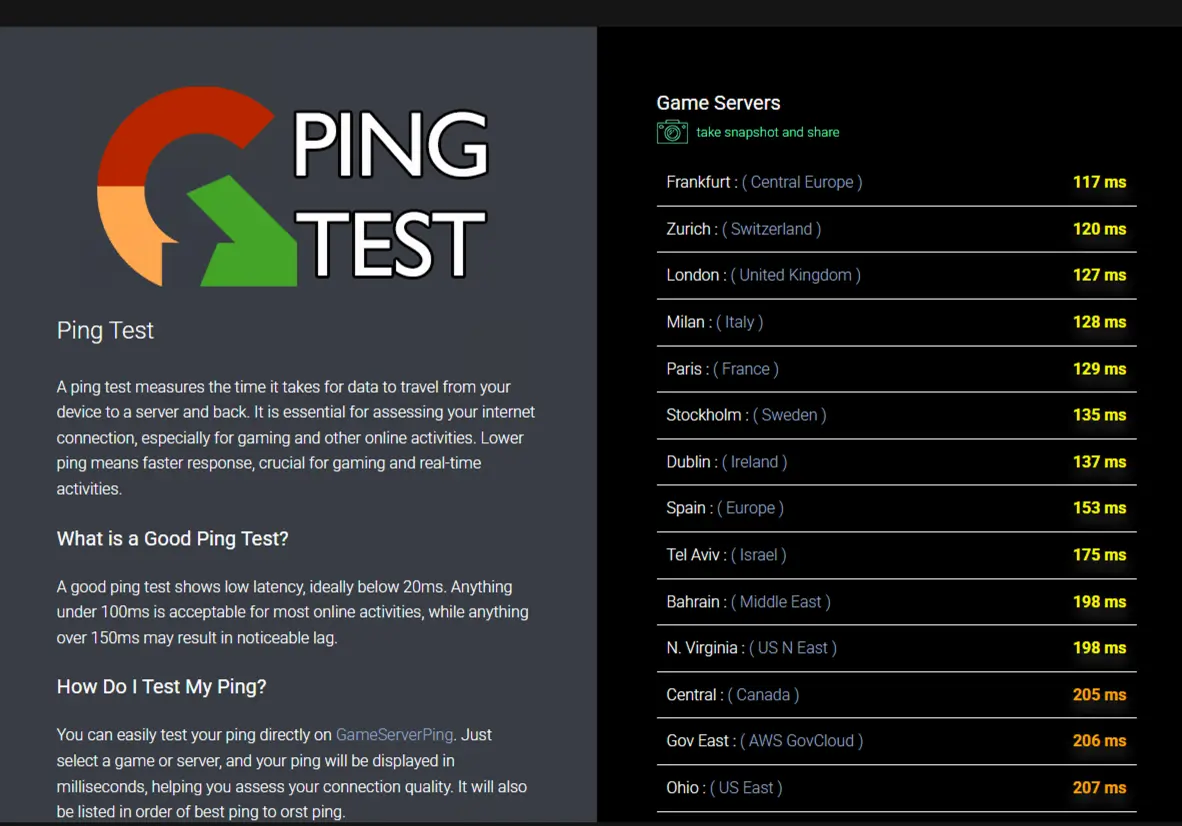 PING
TEST
Ping Test
A ping test measures the time it takes for data to travel from your
device to a server and back. It is essential for assessing your internet
connection, especially for gaming and other online activities. Lower
ping means faster response, crucial for gaming and real-time
activities.
What is a Good Ping Test?
A good ping test shows low latency, ideally below 20ms. Anything
under 100ms is acceptable for most online activities, while anything
over 150ms may result in noticeable lag.
How Do I Test My Ping?
You can easily test your ping directly on GameServerPing. Just
select a game or server, and your ping will be displayed in
milliseconds, helping you assess your connection quality. It will also
be listed in order of best ping to orst ping.
Game Servers
take snapshot and share
Frankfurt : ( Central Europe ) 117 ms
Zurich : ( Switzerland ) 120 ms
London : ( United Kingdom ) 127 ms
Milan : ( Italy ) 128 ms
Paris : ( France ) 129 ms
Stockholm : ( Sweden ) 135 ms
Dublin : ( Ireland ) 137 ms
Spain : ( Europe ) 153 ms
Tel Aviv : ( Israel ) 175 ms
Bahrain : ( Middle East ) 198 ms
N. Virginia : ( US N East ) 198 ms
Central : ( Canada ) 205 ms
Gov East : ( AWS GovCloud ) 206 ms
Ohio : ( US East ) 207 ms